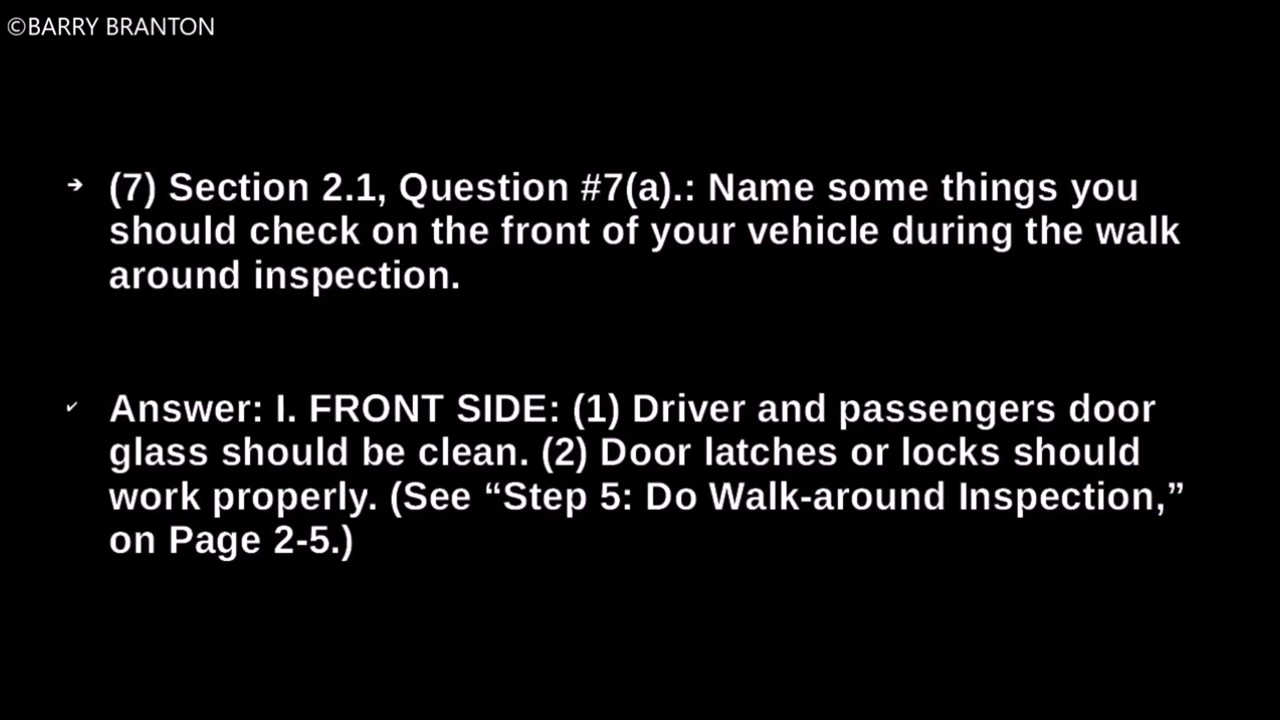 ©BARRY BRANTON
➔ (7) Section 2.1, Question #7(a).: Name some things you
should check on the front of your vehicle during the walk
around inspection.
✓ Answer: I. FRONT SIDE: (1) Driver and passengers door
glass should be clean. (2) Door latches or locks should
work properly. (See “Step 5: Do Walk-around Inspection,”
on Page 2-5.)